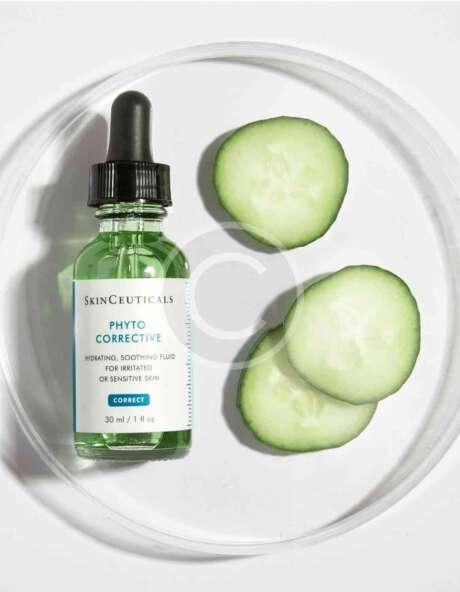 SKINCEUTICALS
PHYTO
CORRECTIVE
HYDRATING, SOOTHING FLUID
FOR IRRITATED
OR SENSITIVE SKIN
CORRECT
30 ml / 1 fl oz
©